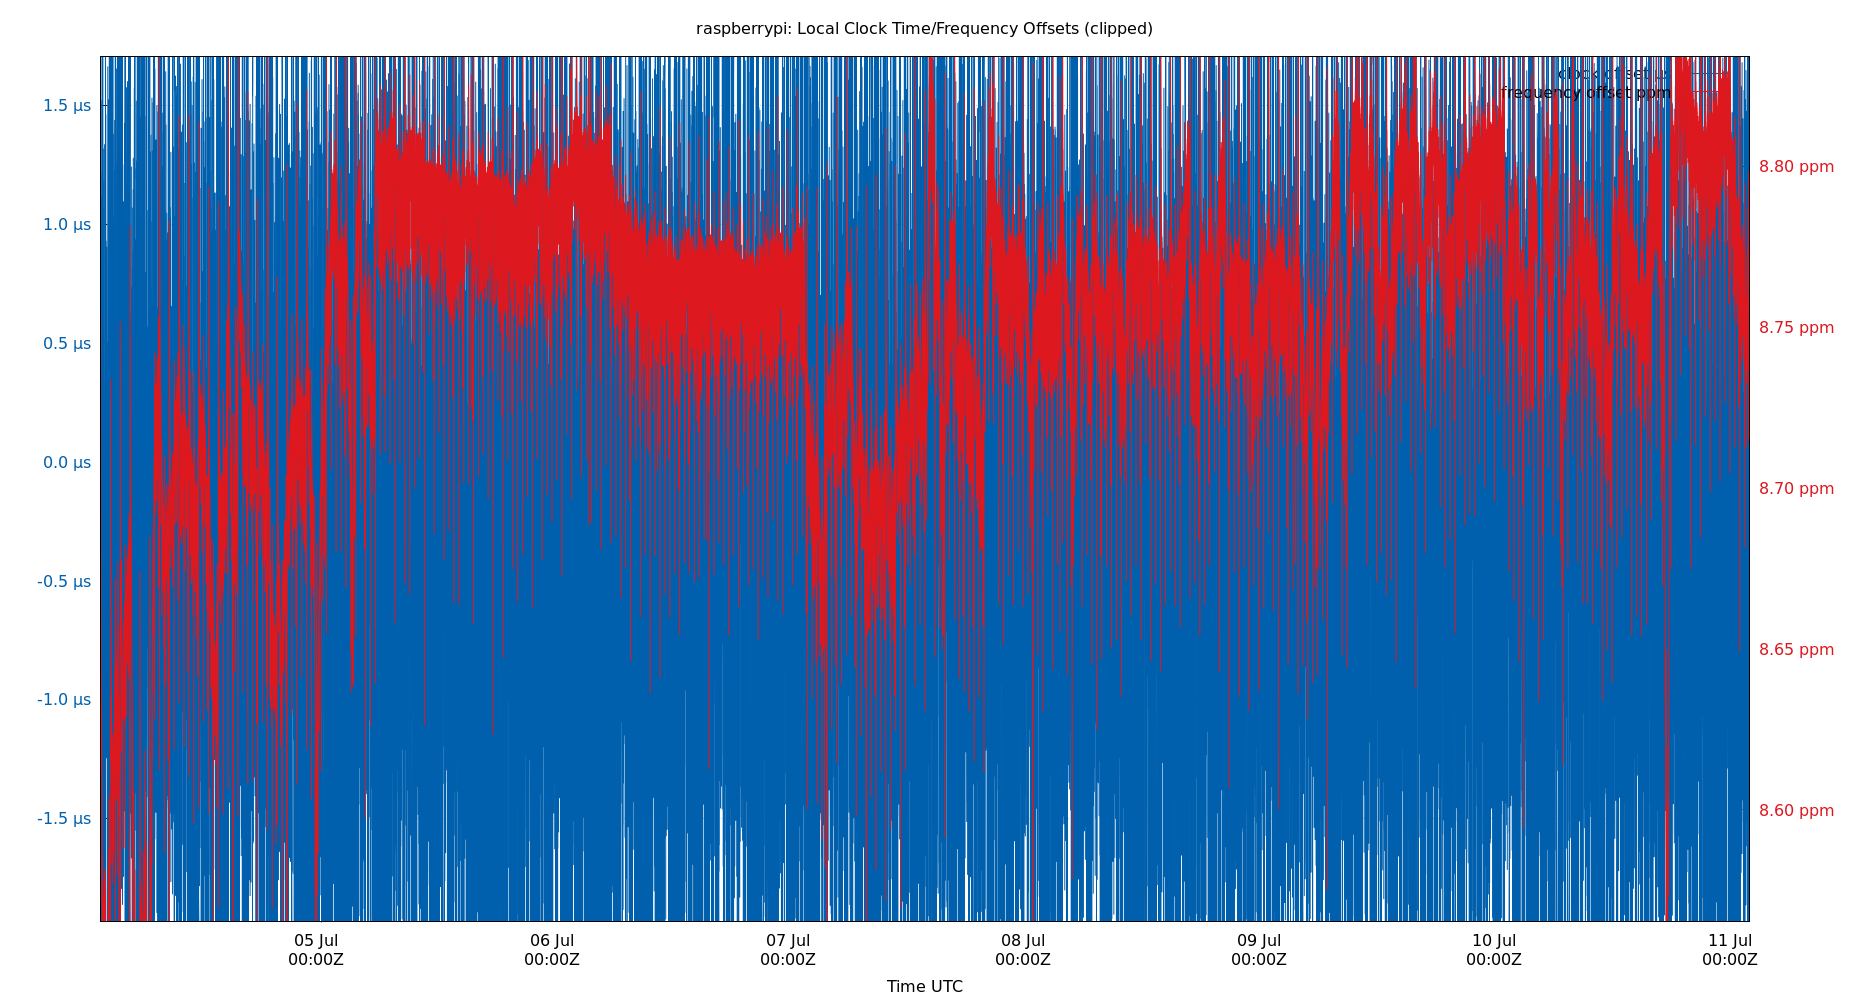 raspberrypi: Local Clock Time/Frequency Offsets (clipped)
clock offset µs
frequency offset ppm
1.5 µs
1.0 µs
0.5 µs
0.0 µs
-0.5 µs
-1.0 µs
-1.5 µs
8.80 ppm
8.75 ppm
8.70 ppm
8.65 ppm
8.60 ppm
05 Jul
00:00Z
06 Jul
00:00Z
07 Jul
00:00Z
08 Jul
00:00Z
09 Jul
00:00Z
10 Jul
00:00Z
11 Jul
00:00Z
Time UTC